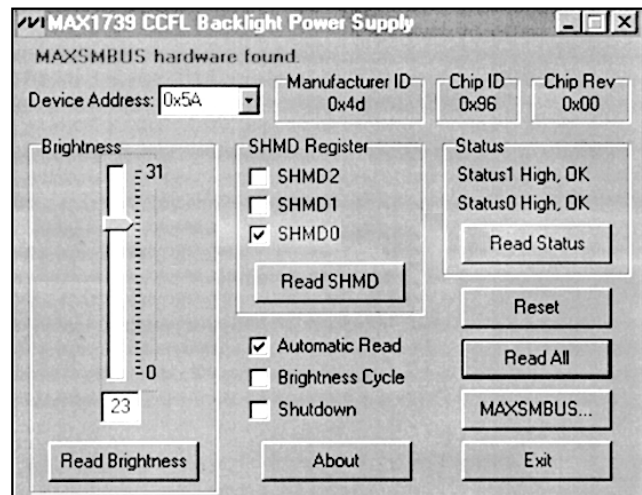 MAX1739 CCFL Backlight Power Supply
MAXSMBUS hardware found.
Device Address: 0x5A
Manufacturer ID
0x4d
Chip ID
0x96
Chip Rev
0x00
Brightness
31
0
23
Read Brightness
SHMD Register
SHMD2
SHMD1
SHMD0
Read SHMD
Automatic Read
Brightness Cycle
Shutdown
About
Status
Status1 High, OK
Status0 High, OK
Read Status
Reset
Read All
MAXSMBUS...
Exit